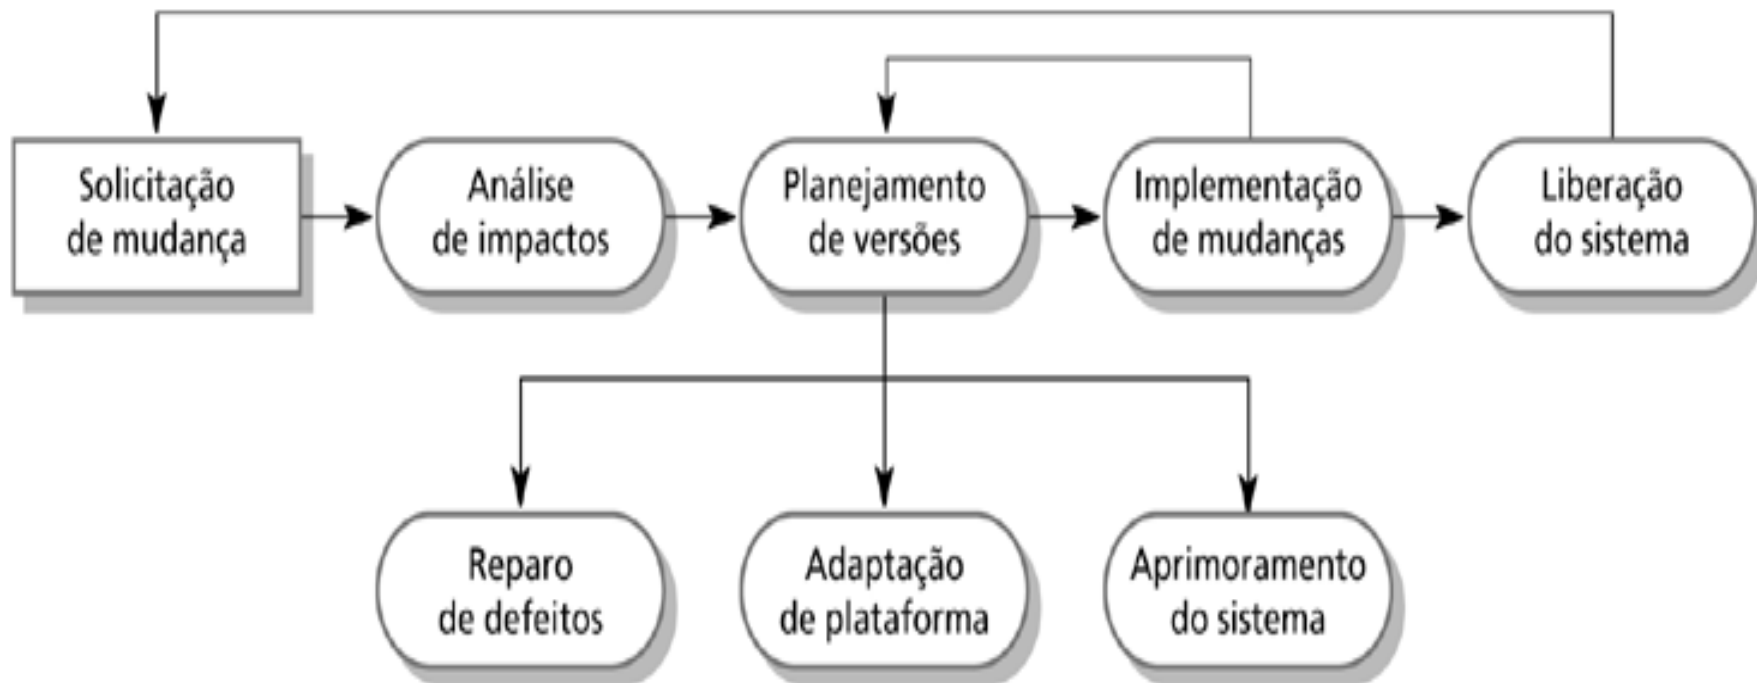 Solicitação
de mudança
Análise
de impactos
Planejamento
de versões
Implementação
de mudanças
Liberação
do sistema
Reparo
de defeitos
Adaptação
de plataforma
Aprimoramento
do sistema